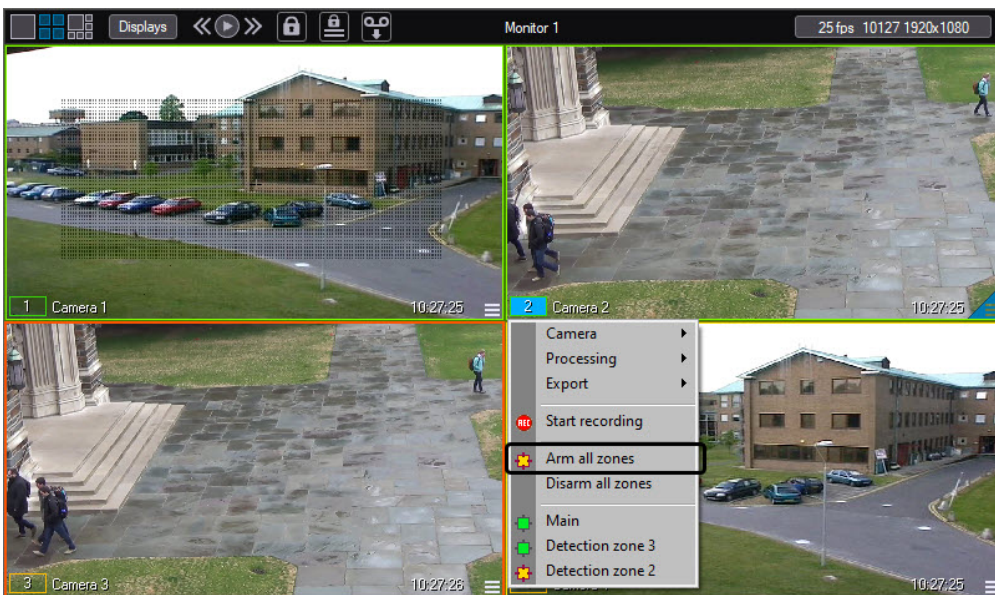 Displays
Monitor 1
25 fps 10127 1920x1080
1 Camera 1
10:27:25
2 Camera 2
10:27:25
Camera
Processing
Export
REC Start recording
Arm all zones
Disarm all zones
Main
Detection zone 3
Detection zone 2
3 Camera 3
10:27:26
10:27:25